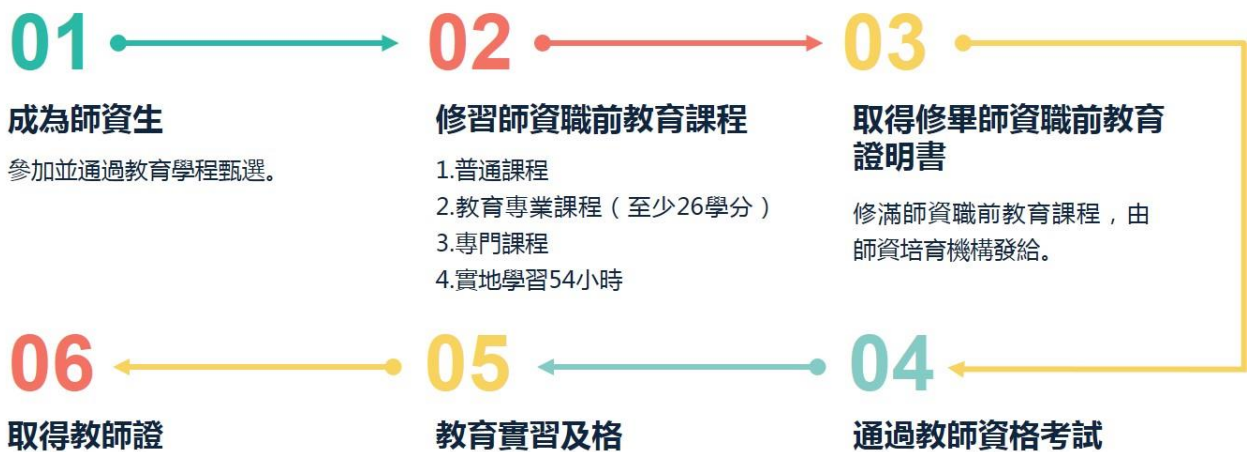 01
02
03
成為師資生
參加並通過教育學程甄選。
修習師資職前教育課程
1.普通課程
2.教育專業課程（至少26學分）
3.專門課程
4.實地學習54小時
取得修畢師資職前教育
證明書
修滿師資職前教育課程，由
師資培育機構發給。
06
05
04
取得教師證
教育實習及格
通過教師資格考試